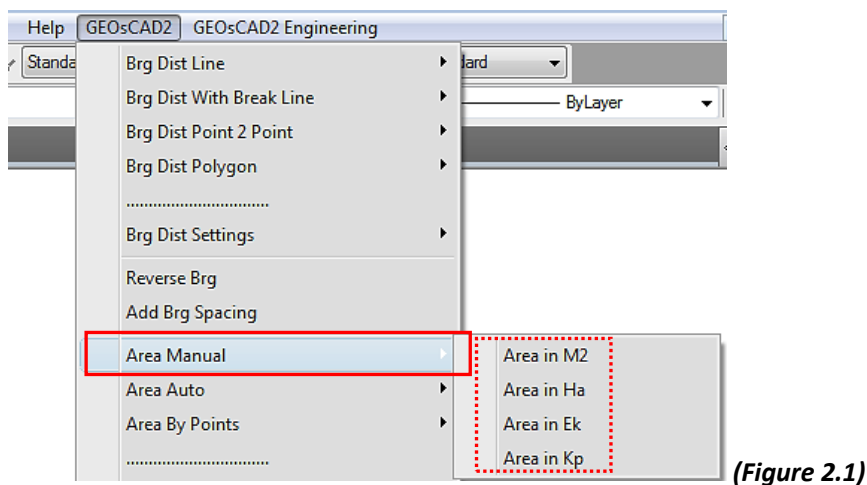 Help GEOsCAD2 GEOsCAD2 Engineering
Brg Dist Line
ByLayer
Brg Dist With Break Line
Brg Dist Point 2 Point
Brg Dist Polygon
................................
Brg Dist Settings
Reverse Brg
Add Brg Spacing
Area Manual
Area in M2
Area Auto
Area in Ha
Area By Points
Area in Ek
................................
Area in Kp
(Figure 2.1)